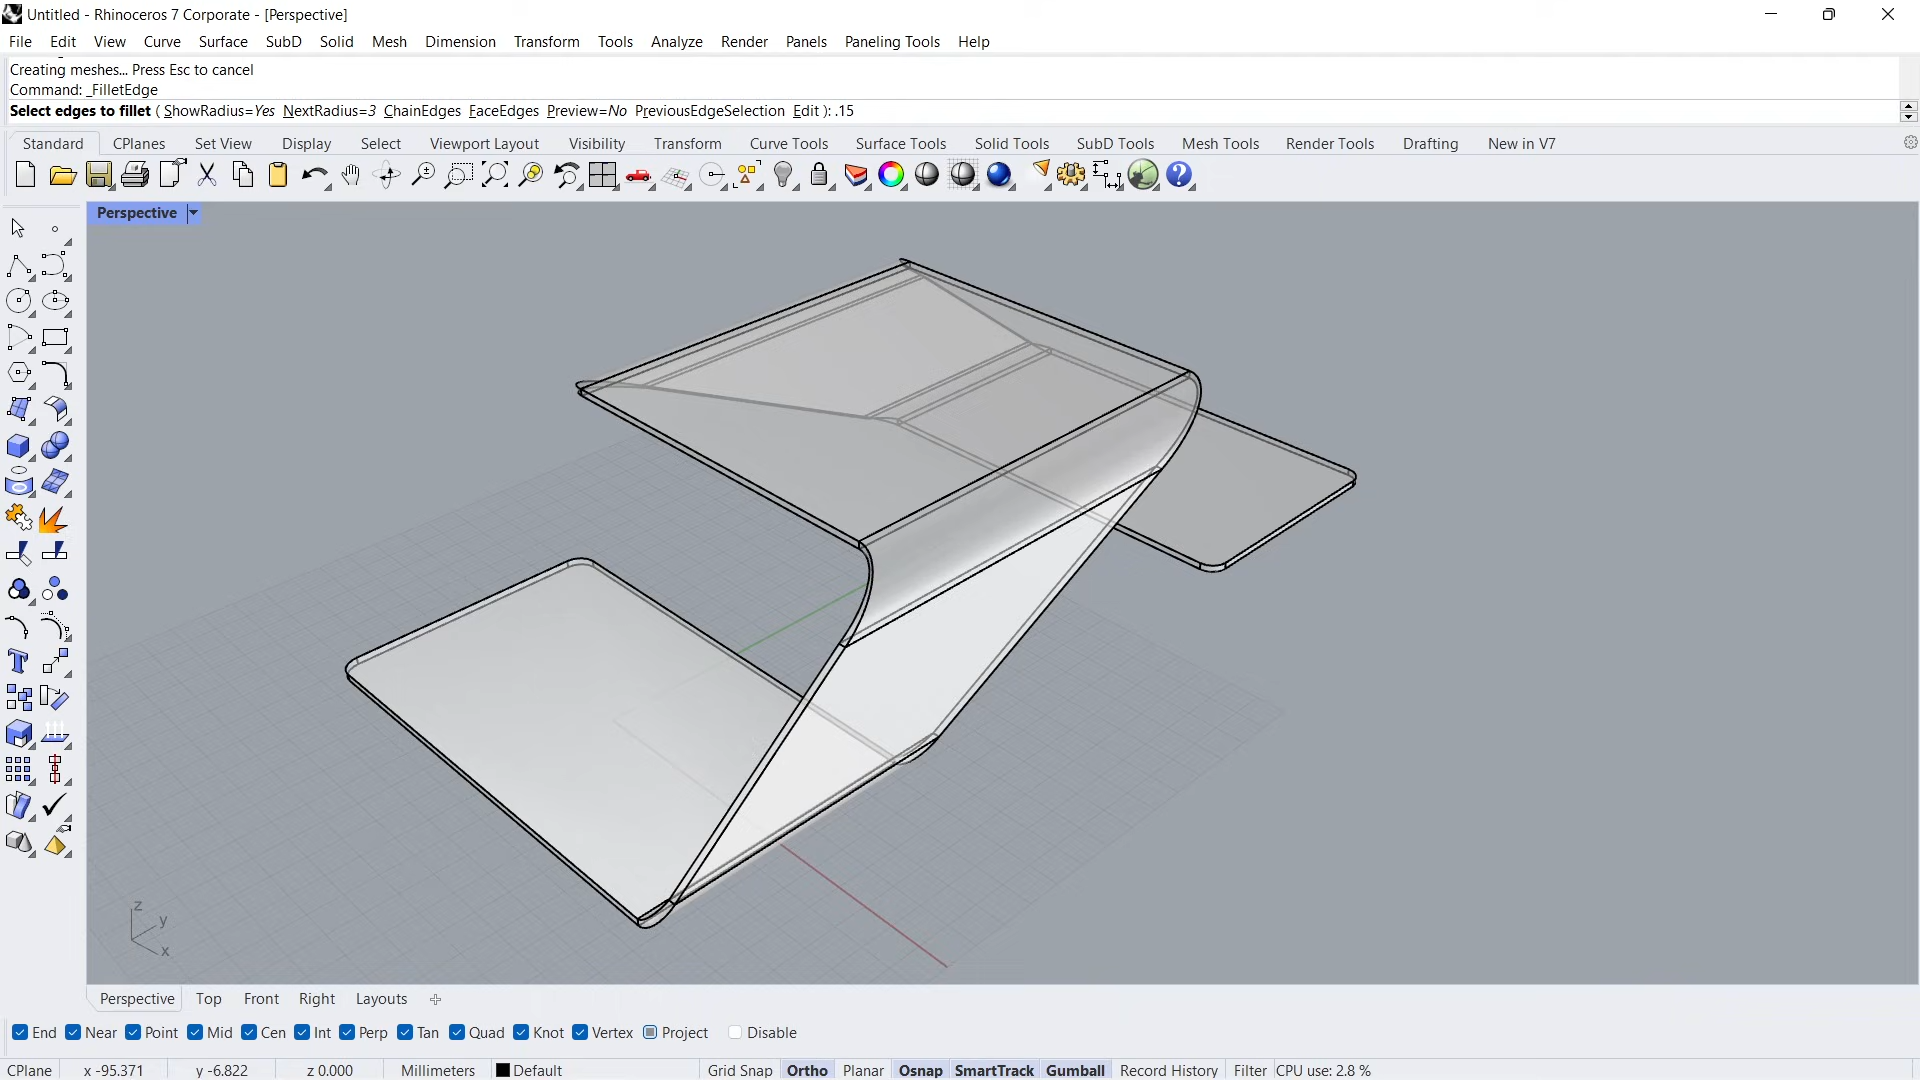 Untitled - Rhinoceros 7 Corporate - [Perspective]
File Edit View Curve Surface SubD Solid Mesh Dimension Transform Tools Analyze Render Panels Paneling Tools Help
Creating meshes... Press Esc to cancel
Command: _FilletEdge
Select edges to fillet ( ShowRadius=Yes NextRadius=3 ChainEdges FaceEdges Preview=No PreviousEdgeSelection Edit ): .15
Standard CPlanes Set View Display Select Viewport Layout Visibility Transform Curve Tools Surface Tools Solid Tools SubD Tools Mesh Tools Render Tools Drafting New in V7
Perspective
z
y
x
Perspective Top Front Right Layouts
End Near Point Mid Cen Int Perp Tan Quad Knot Vertex Project Disable
CPlane x -95.371 y -6.822 z 0.000 Millimeters Default Grid Snap Ortho Planar Osnap SmartTrack Gumball Record History Filter CPU use: 2.8 %